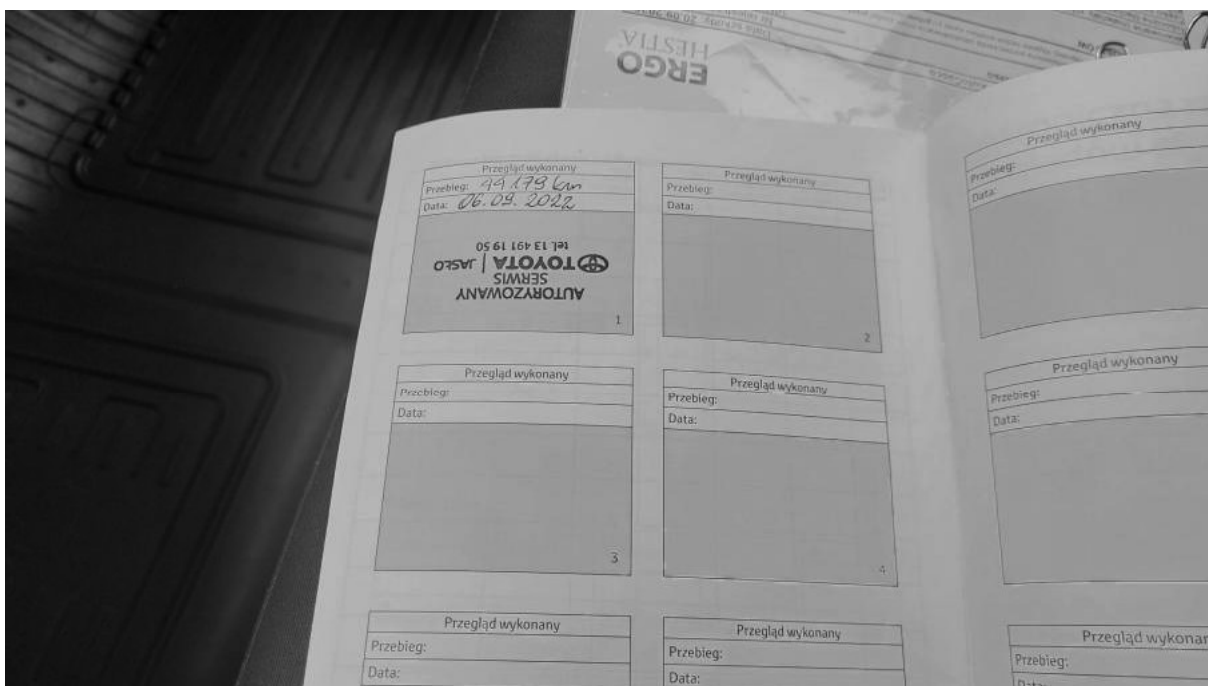 ERGO
HESTIA
Przegląd wykonany
Przebieg: 49 179 km
Data: 06.09.2022
AUTORYZOWANY
SERWIS
TOYOTA | JASŁO
tel. 13 491 19 50
1
Przegląd wykonany
Przebieg:
Data:
2
Przegląd wykonany
Przebieg:
Data:
Przegląd wykonany
Przebieg:
Data:
3
Przegląd wykonany
Przebieg:
Data:
4
Przegląd wykonany
Przebieg:
Data:
Przegląd wykonany
Przebieg:
Data:
Przegląd wykonany
Przebieg:
Data:
Przegląd wykonan
Przebieg: